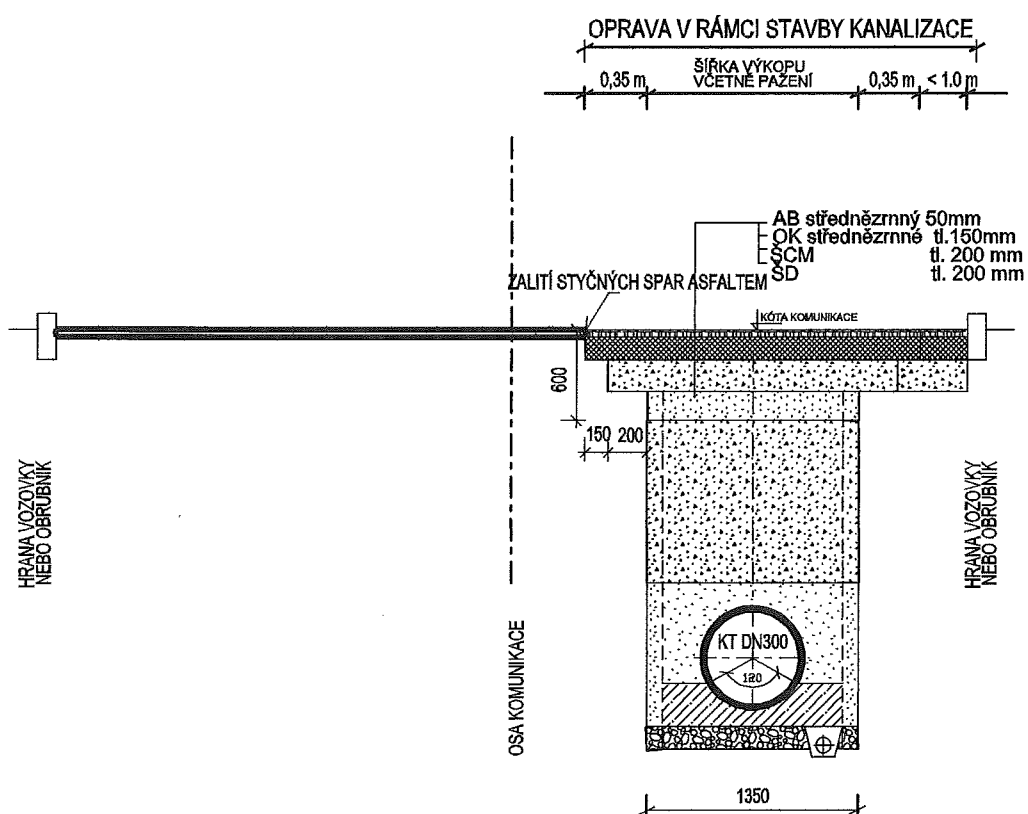 OPRAVA V RÁMCI STAVBY KANALIZACE
0,35 m
ŠÍŘKA VÝKOPU
VČETNĚ PAŽENÍ
0,35 m
< 1.0 m
AB střednězrnný 50mm
OK střednězrnné tl.150mm
ŠCM tl. 200 mm
ŠD tl. 200 mm
ZALITÍ STYČNÝCH SPAR ASFALTEM
KÓTA KOMUNIKACE
600
150
200
HRANA VOZOVKY
NEBO OBRUBNÍK
HRANA VOZOVKY
NEBO OBRUBNÍK
OSA KOMUNIKACE
KT DN300
120
1350